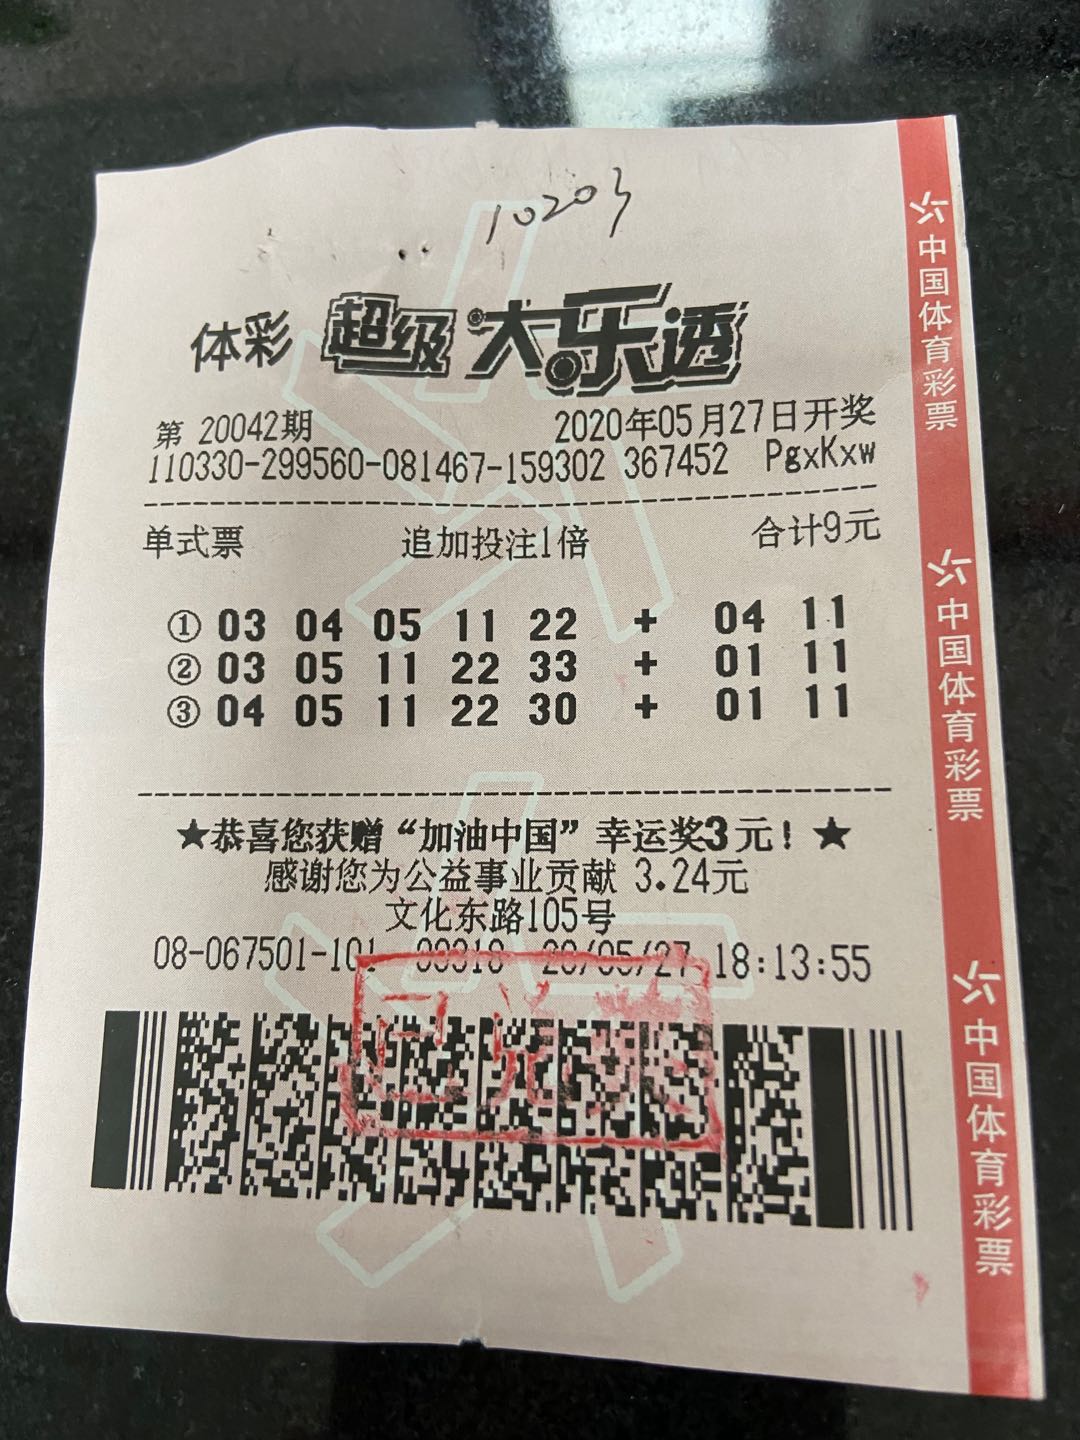 10203
体彩 超级大乐透
第 20042期 2020年05月27日开奖
110330-299560-081467-159302 367452 PgxKxw
单式票 追加投注1倍 合计9元
① 03 04 05 11 22 + 04 11
② 03 05 11 22 33 + 01 11
③ 04 05 11 22 30 + 01 11
★恭喜您获赠“加油中国”幸运奖3元！★
感谢您为公益事业贡献 3.24元
文化东路105号
08-067501-101 00318 20/05/27 18:13:55
已兑奖
中国体育彩票
中国体育彩票
中国体育彩票